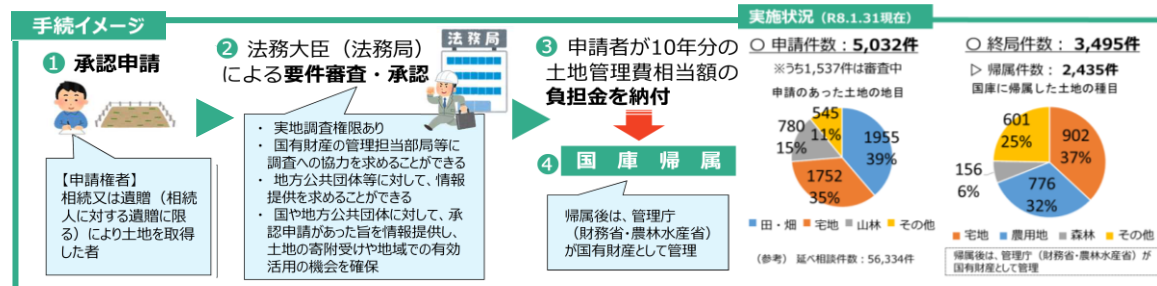 手続イメージ
❶ 承認申請
【申請権者】
相続又は遺贈（相続
人に対する遺贈に限
る）により土地を取得
した者
❷ 法務大臣（法務局）
による要件審査・承認
法務局
・ 実地調査権限あり
・ 国有財産の管理担当部局等に
調査への協力を求めることができる
・ 地方公共団体等に対して、情報
提供を求めることができる
・ 国や地方公共団体に対して、承
認申請があった旨を情報提供し、
土地の寄附受けや地域での有効
活用の機会を確保
❸ 申請者が10年分の
土地管理費相当額の
負担金を納付
❹ 国庫帰属
帰属後は、管理庁
（財務省・農林水産省）
が国有財産として管理
実施状況（R8.1.31現在）
〇 申請件数：5,032件
※うち1,537件は審査中
申請のあった土地の地目
545
11%
780
15%
1955
39%
1752
35%
■田・畑 ■宅地 ■山林 ■その他
（参考） 延べ相談件数：56,334件
〇 終局件数：3,495件
▷ 帰属件数：2,435件
国庫に帰属した土地の種目
601
25%
902
37%
156
6%
776
32%
■宅地 ■農用地 ■森林 ■その他
帰属後は、管理庁（財務省・農林水産省）が
国有財産として管理